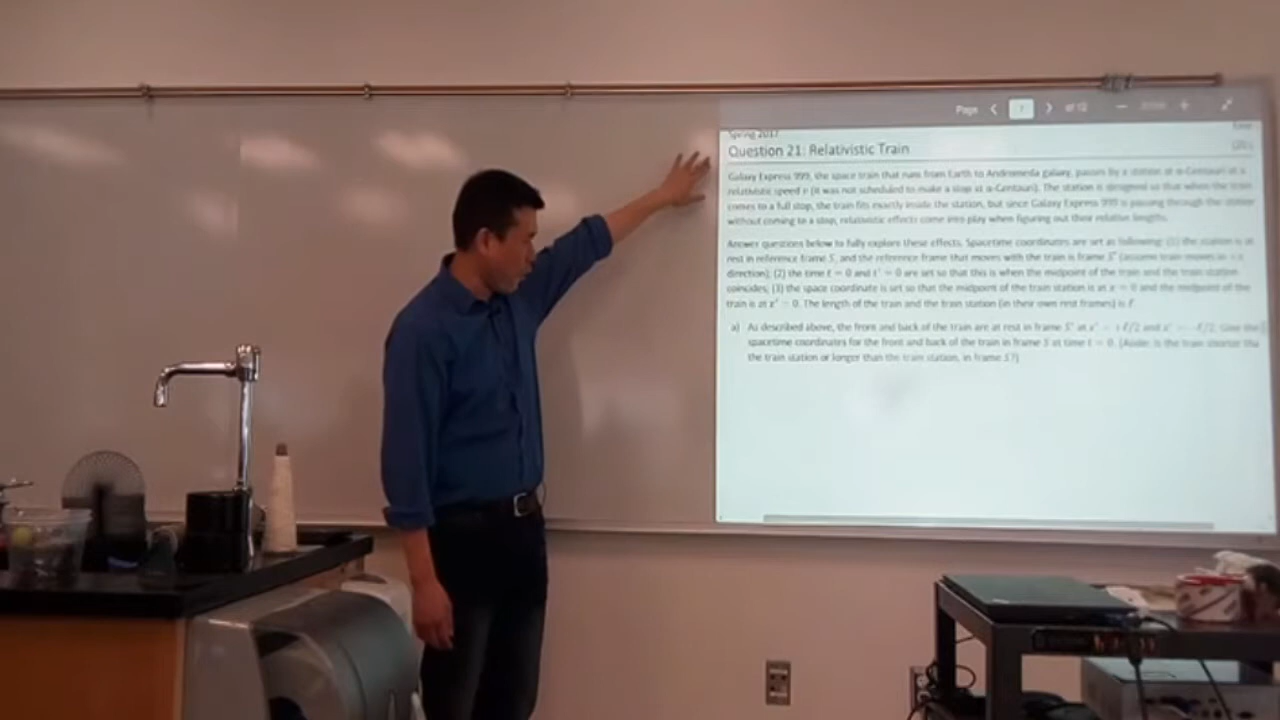 Page 7 of 12
Spring 2017
Question 21: Relativistic Train
Galaxy Express 999, the space train that runs from Earth to Andromeda galaxy, passes by a station at α-Centauri at a
relativistic speed v (it was not scheduled to make a stop at α-Centauri). The station is designed so that when the train
comes to a full stop, the train fits exactly inside the station, but since Galaxy Express 999 is passing through the station
without coming to a stop, relativistic effects come into play when figuring out their relative lengths.
Answer questions below to fully explore these effects. Spacetime coordinates are set as following: (1) the station is at
rest in reference frame S, and the reference frame that moves with the train is frame S' (assume train moves in +x
direction); (2) the time t = 0 and t' = 0 are set so that this is when the midpoint of the train and the train station
coincides; (3) the space coordinate is set so that the midpoint of the train station is at x = 0 and the midpoint of the
train is at x' = 0. The length of the train and the train station (in their own rest frames) is ℓ.
a) As described above, the front and back of the train are at rest in frame S' at x' = +ℓ/2 and x' = -ℓ/2. Give the
spacetime coordinates for the front and back of the train in frame S at time t = 0. (Aside: Is the train shorter tha
the train station or longer than the train station, in frame S?)